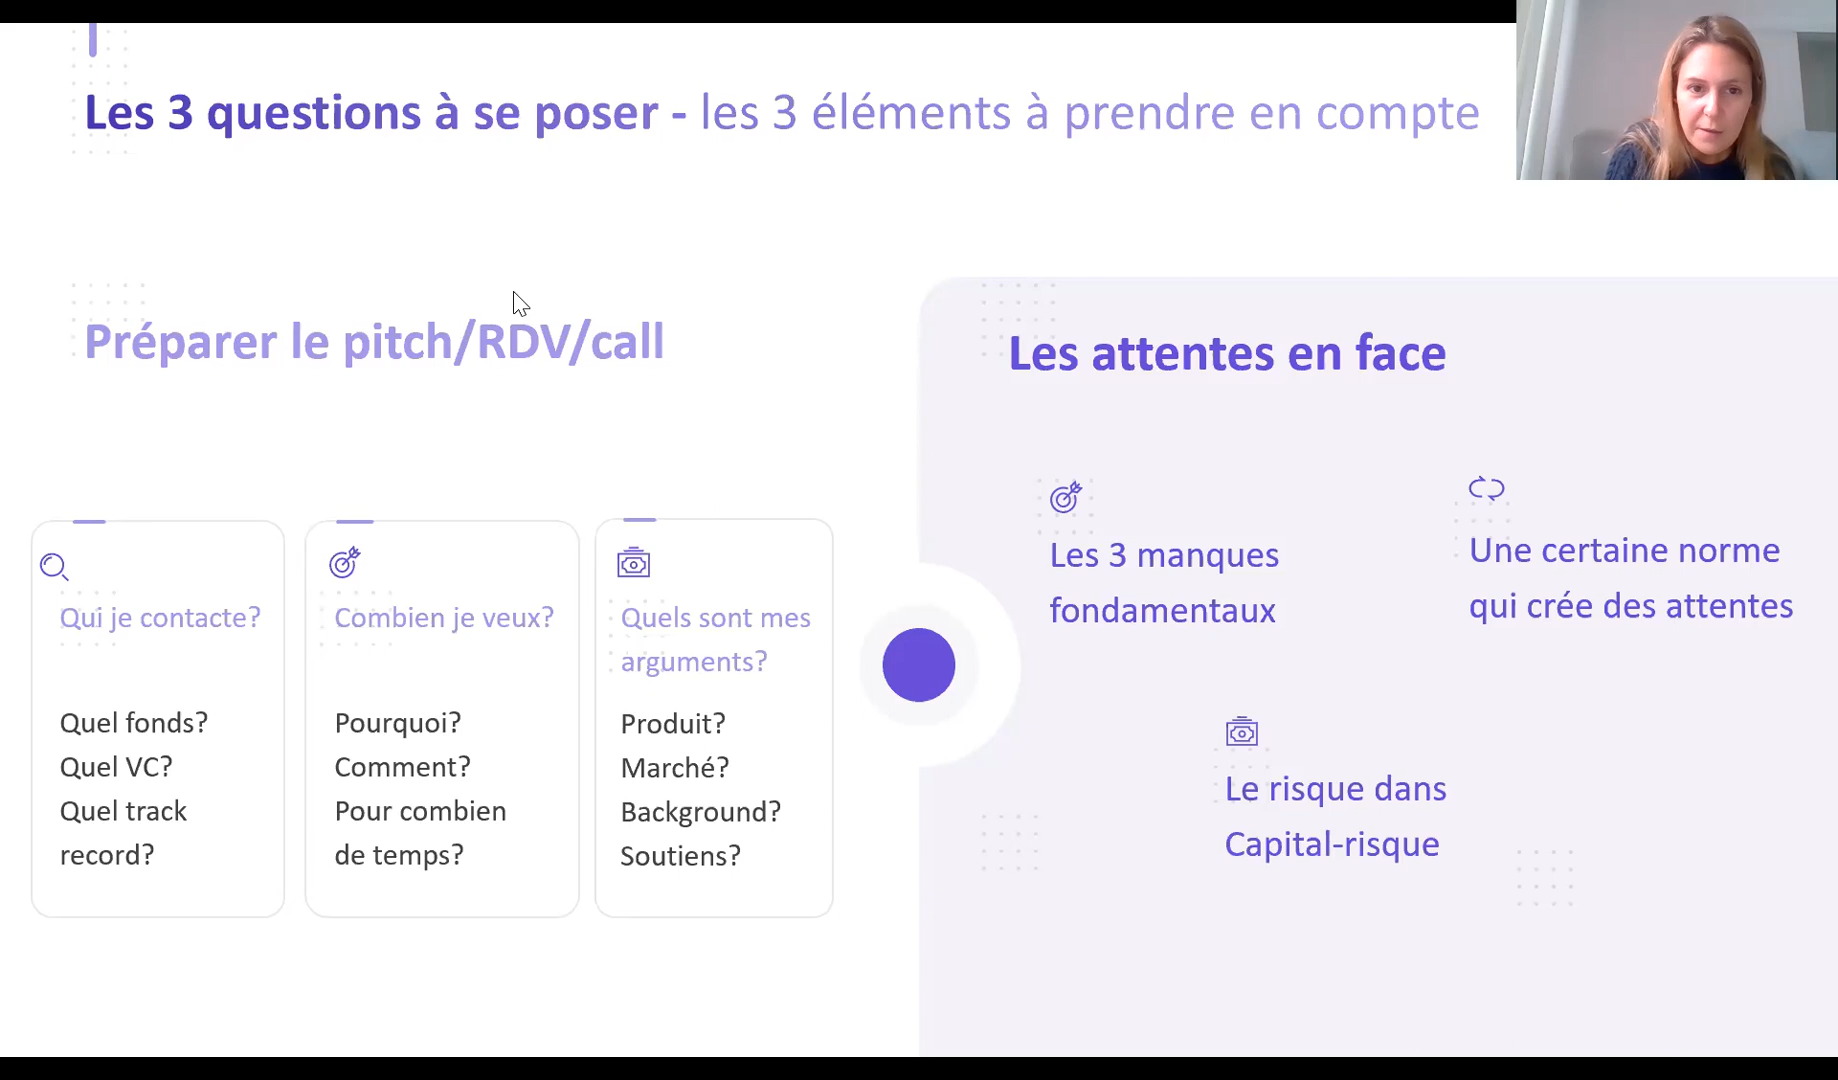 Les 3 questions à se poser - les 3 éléments à prendre en compte
Préparer le pitch/RDV/call
Qui je contacte?
Quel fonds?
Quel VC?
Quel track
record?
Combien je veux?
Pourquoi?
Comment?
Pour combien
de temps?
Quels sont mes
arguments?
Produit?
Marché?
Background?
Soutiens?
Les attentes en face
Les 3 manques
fondamentaux
Une certaine norme
qui crée des attentes
Le risque dans
Capital-risque